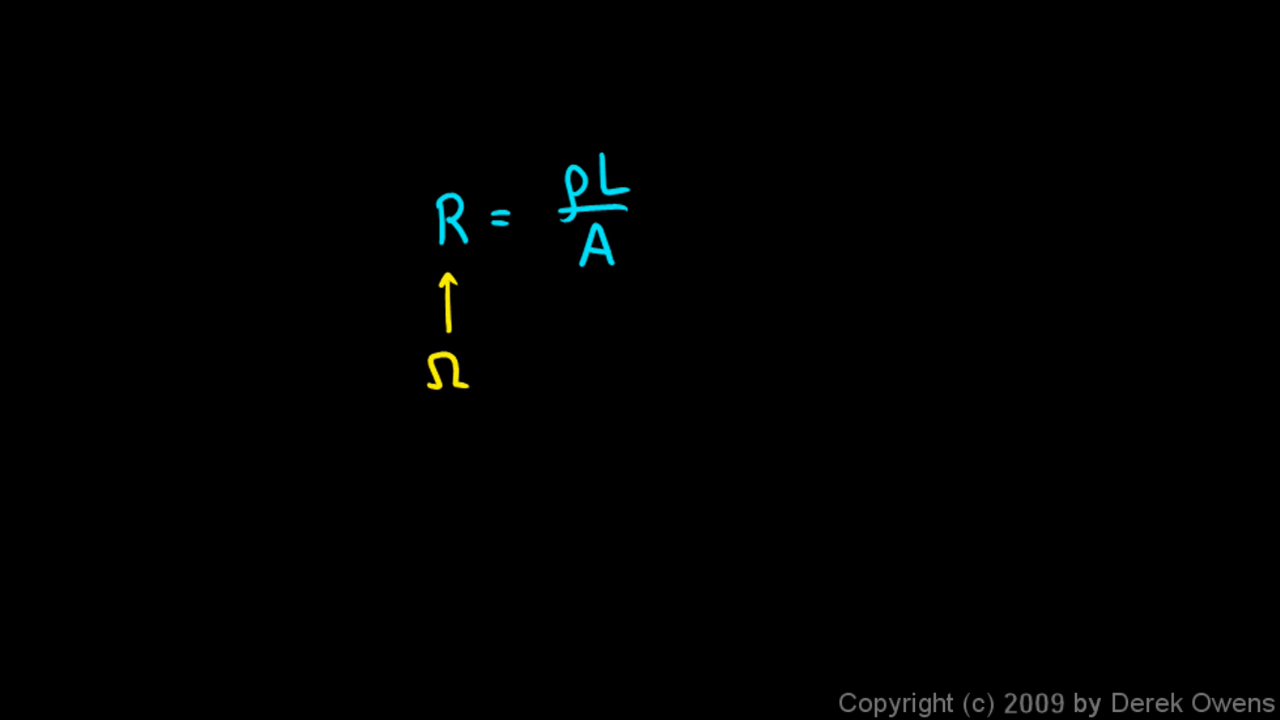 R = ρL/A
Ω
Copyright (c) 2009 by Derek Owens